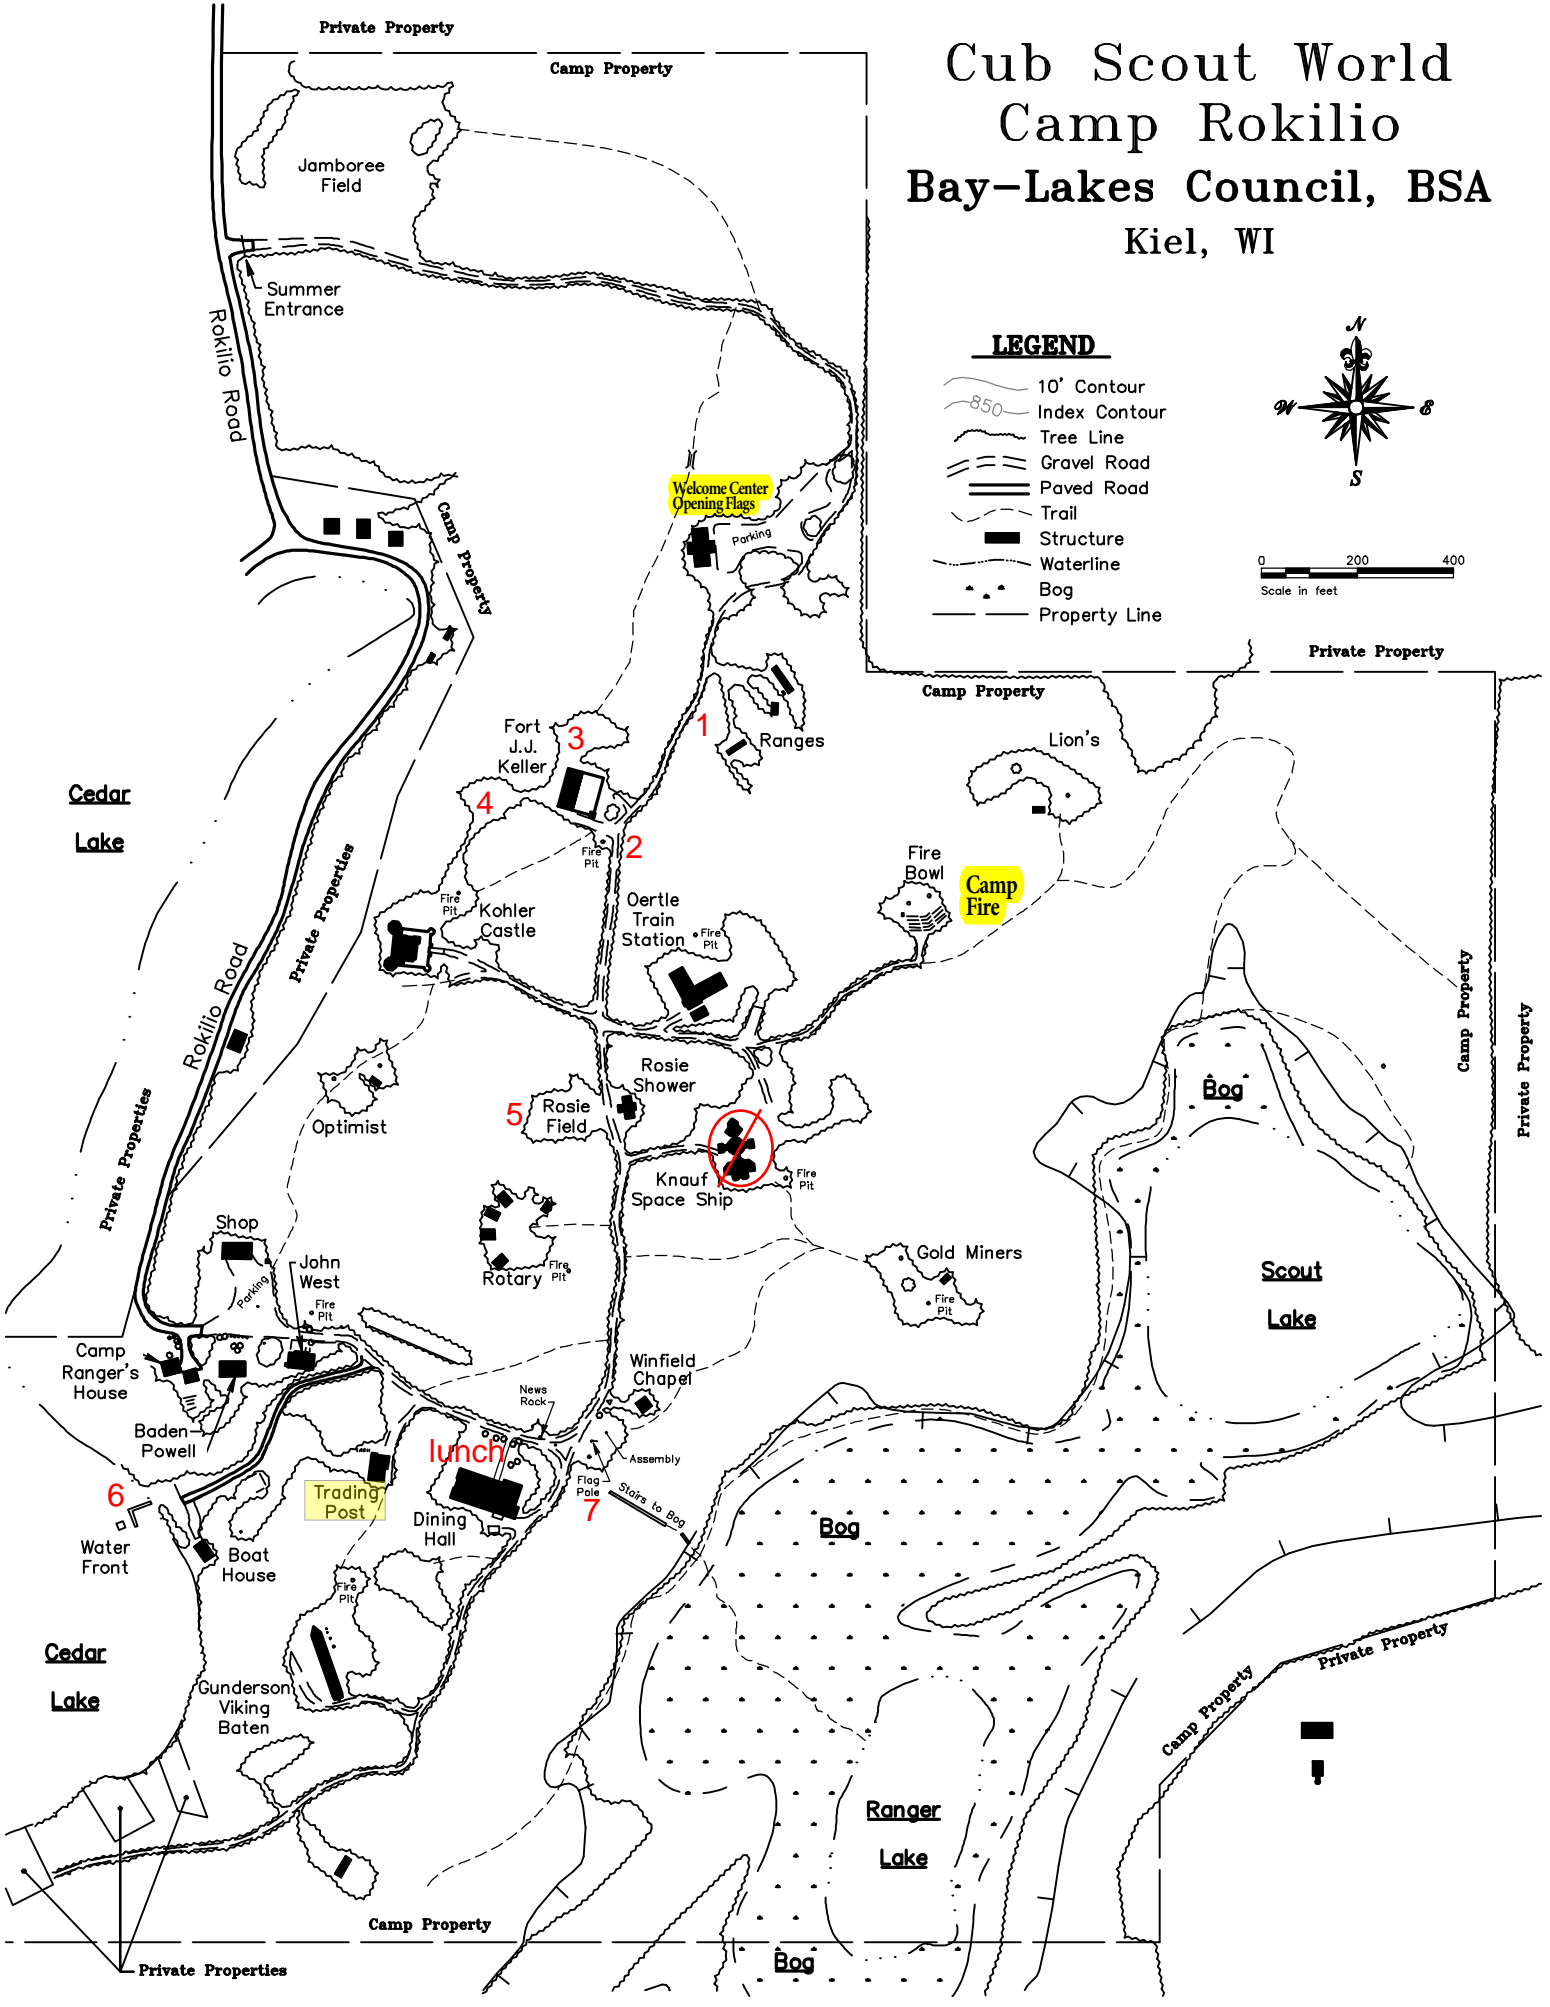 Private Property
Camp Property
Cub Scout World
Camp Rokilio
Bay-Lakes Council, BSA
Kiel, WI
Jamboree
Field
Summer
Entrance
Rokilio Road
LEGEND
10' Contour
850
Index Contour
Tree Line
Gravel Road
Paved Road
Trail
Structure
Waterline
Bog
Property Line
N
W
E
S
0 200 400
Scale in feet
Welcome Center
Opening Flags
Parking
Camp Property
Private Property
Camp Property
1
Ranges
Fort
J.J.
Keller
3
4
2
Fire
Pit
Lion's
Cedar
Lake
Private Properties
Fire
Bowl
Camp
Fire
Fire
Pit
Kohler
Castle
Oertle
Train
Station
Fire
Pit
Rokilio Road
Camp Property
Private Property
Private Properties
Optimist
Rosie
Shower
5
Rosie
Field
Bog
Knauf
Space Ship
Fire
Pit
Shop
John
West
Parking
Fire
Pit
Rotary
Fire
Pit
Gold Miners
Fire
Pit
Scout
Lake
Camp
Ranger's
House
Baden
Powell
Winfield
Chapel
News
Rock
lunch
Assembly
Flag
Pole
7
Stairs to Bog
Trading
Post
Dining
Hall
6
Water
Front
Boat
House
Bog
Fire
Pit
Cedar
Lake
Gunderson
Viking
Baten
Private Property
Camp Property
Ranger
Lake
Camp Property
Bog
Private Properties